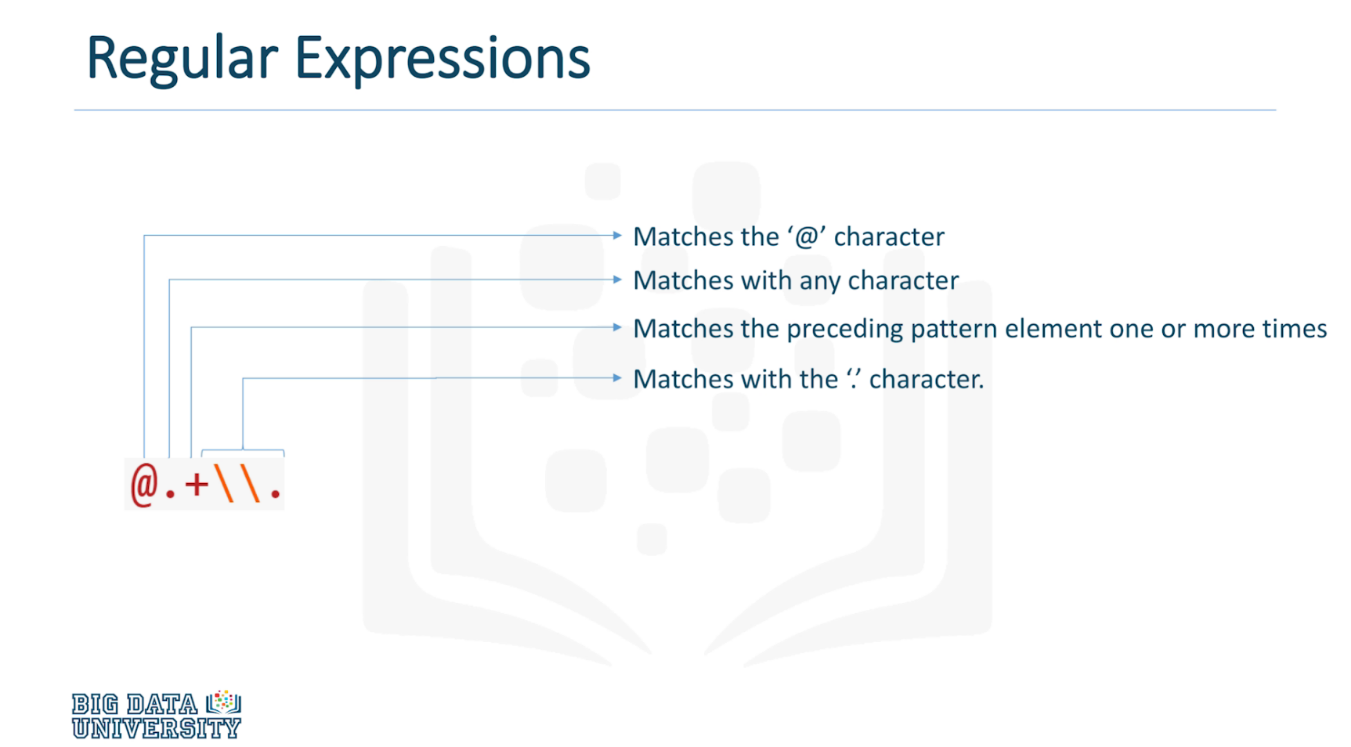 Regular Expressions
Matches the ‘@’ character
Matches with any character
Matches the preceding pattern element one or more times
Matches with the ‘.’ character.
@.+\\.
BIG DATA
UNIVERSITY